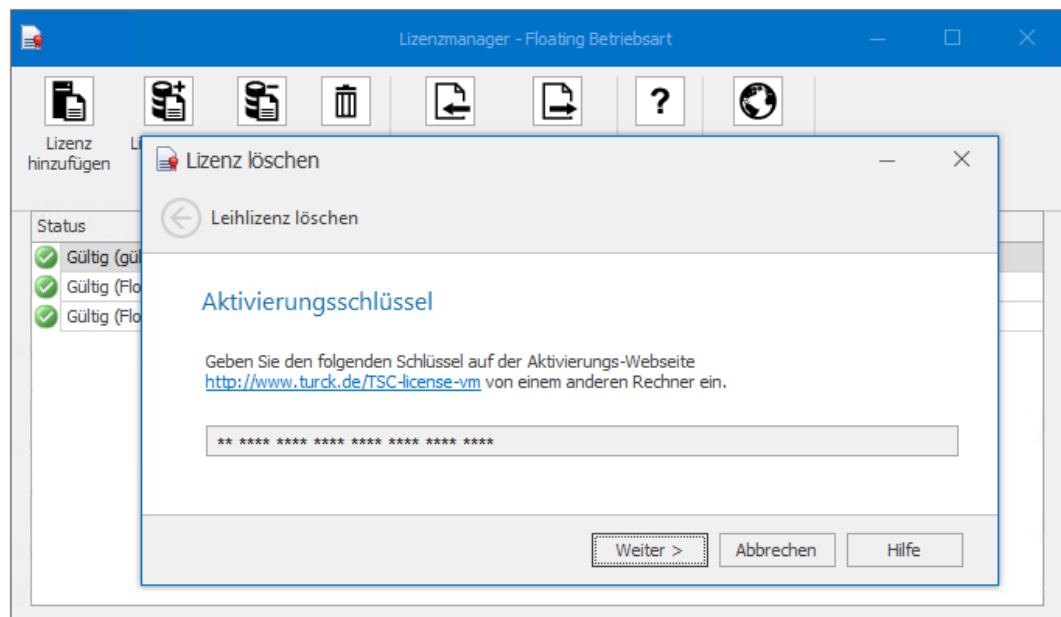 Lizenzmanager - Floating Betriebsart
?
Lizenz
hinzufügen
Lizenz löschen
Leihlizenz löschen
Status
Gültig
Gültig
Gültig
Aktivierungsschlüssel
Geben Sie den folgenden Schlüssel auf der Aktivierungs-Webseite
http://www.turck.de/TSC-license-vm von einem anderen Rechner ein.
** **** **** **** **** **** **** ****
Weiter >
Abbrechen
Hilfe